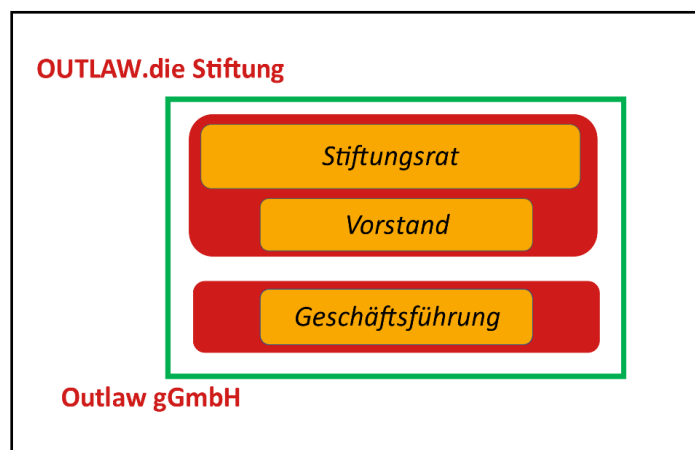 OUTLAW.die Stiftung
Stiftungsrat
Vorstand
Geschäftsführung
Outlaw gGmbH